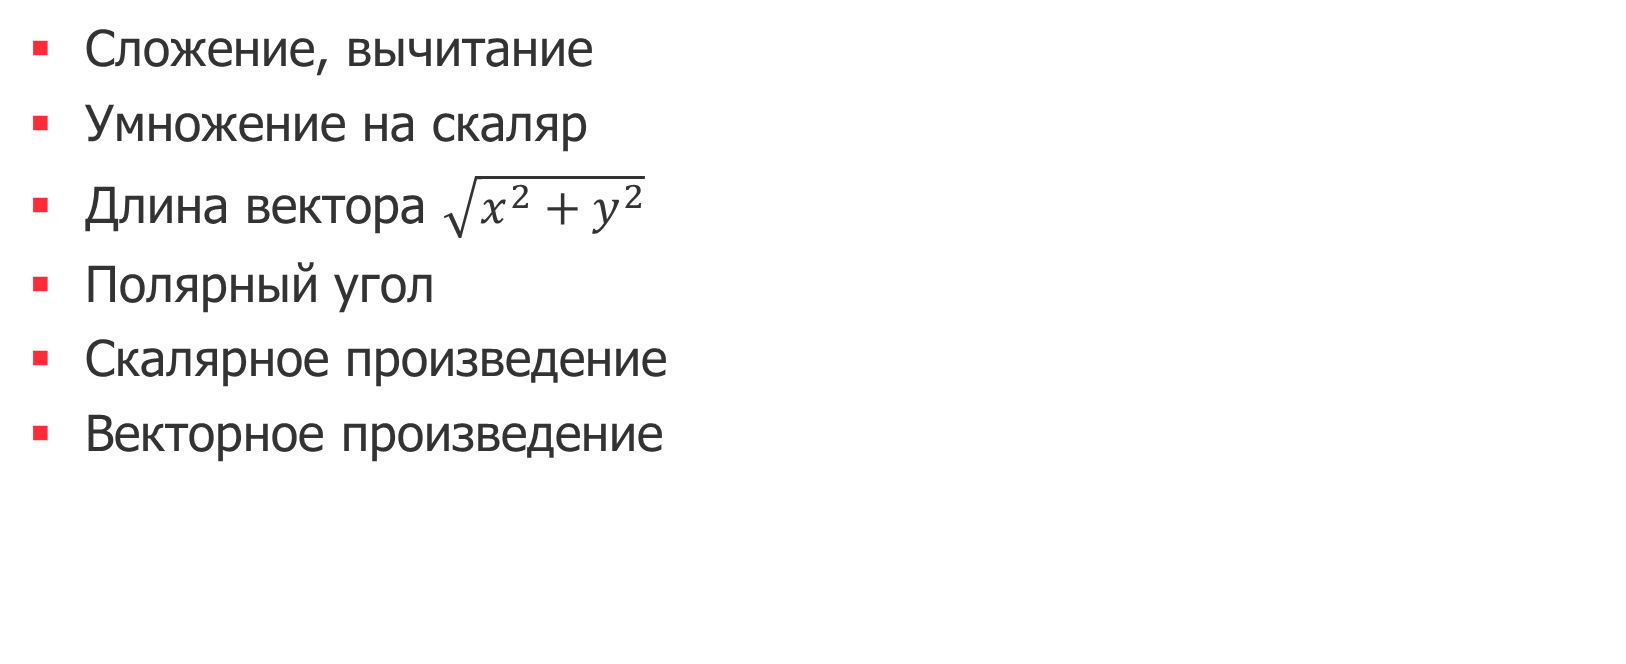 ▪ Сложение, вычитание
▪ Умножение на скаляр
▪ Длина вектора √(x² + y²)
▪ Полярный угол
▪ Скалярное произведение
▪ Векторное произведение